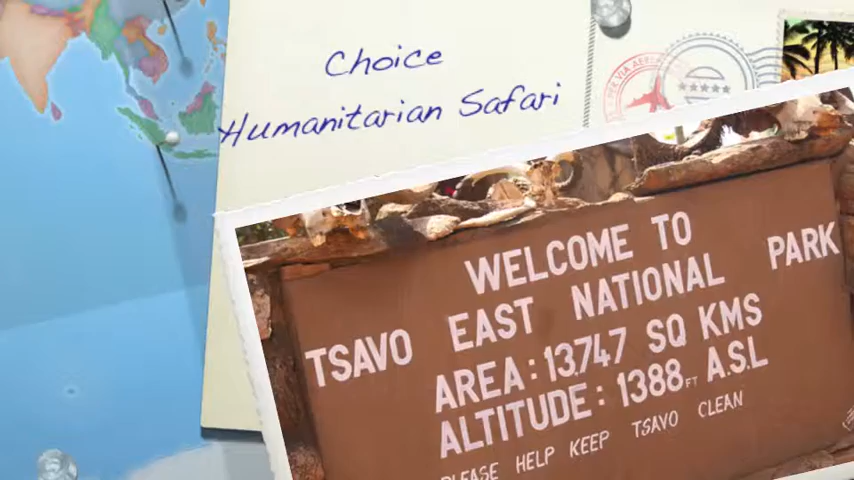 Choice
Humanitarian Safari
WELCOME TO
TSAVO EAST NATIONAL PARK
AREA: 13,747 SQ KMS
ALTITUDE: 1388 FT A.S.L
PLEASE HELP KEEP TSAVO CLEAN